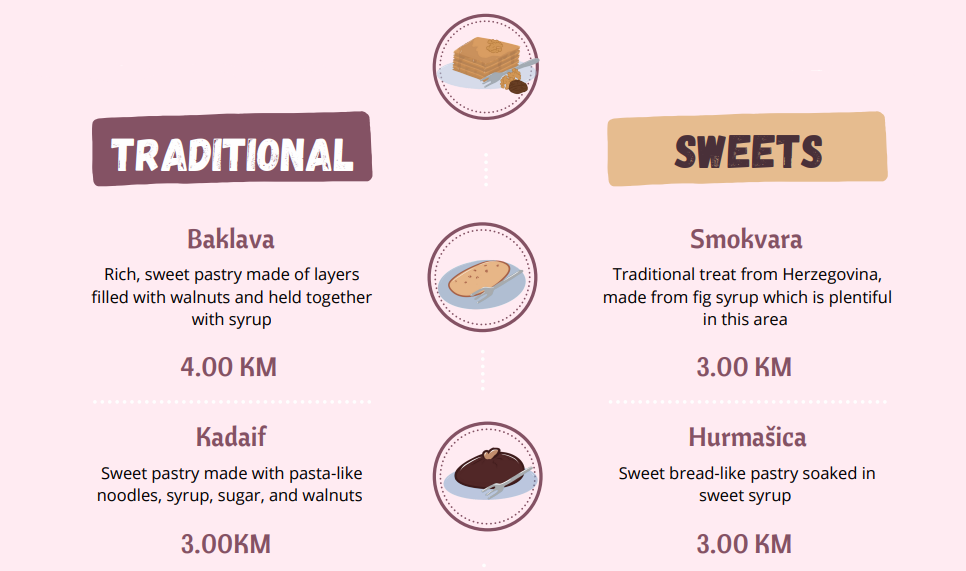 TRADITIONAL
SWEETS
Baklava
Rich, sweet pastry made of layers
filled with walnuts and held together
with syrup
4.00 KM
Smokvara
Traditional treat from Herzegovina,
made from fig syrup which is plentiful
in this area
3.00 KM
Kadaif
Sweet pastry made with pasta-like
noodles, syrup, sugar, and walnuts
3.00KM
Hurmašica
Sweet bread-like pastry soaked in
sweet syrup
3.00 KM